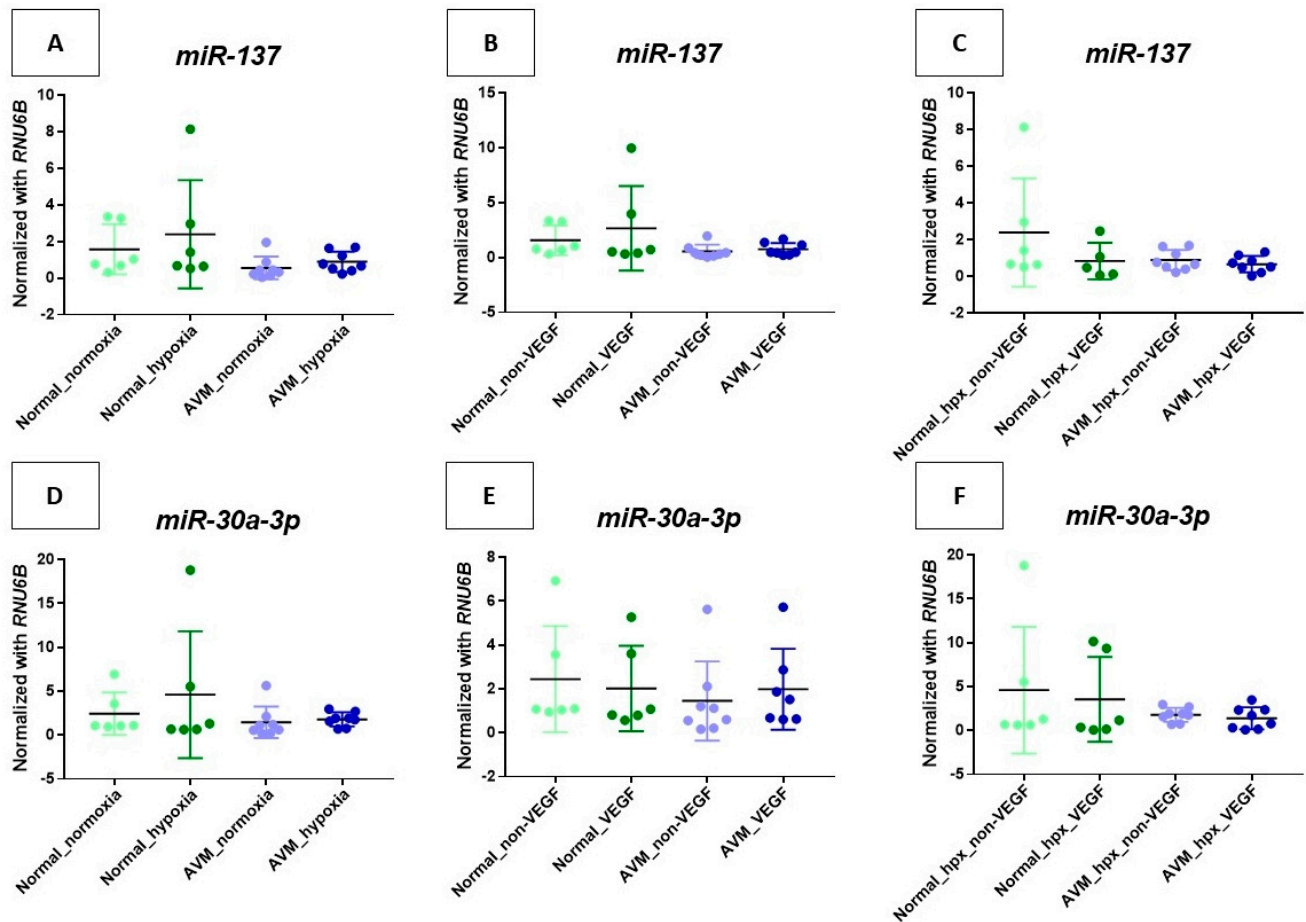 A
miR-137
Normalized with RNU6B
10
8
6
4
2
0
-2
Normal_normoxia
Normal_hypoxia
AVM_normoxia
AVM_hypoxia
B
miR-137
Normalized with RNU6B
15
10
5
0
-5
Normal_non-VEGF
Normal_VEGF
AVM_non-VEGF
AVM_VEGF
C
miR-137
Normalized with RNU6B
10
8
6
4
2
0
-2
Normal_hpx_non-VEGF
Normal_hpx_VEGF
AVM_hpx_non-VEGF
AVM_hpx_VEGF
D
miR-30a-3p
Normalized with RNU6B
20
15
10
5
0
-5
Normal_normoxia
Normal_hypoxia
AVM_normoxia
AVM_hypoxia
E
miR-30a-3p
Normalized with RNU6B
8
6
4
2
0
-2
Normal_non-VEGF
Normal_VEGF
AVM_non-VEGF
AVM_VEGF
F
miR-30a-3p
Normalized with RNU6B
20
15
10
5
0
-5
Normal_hpx_non-VEGF
Normal_hpx_VEGF
AVM_hpx_non-VEGF
AVM_hpx_VEGF